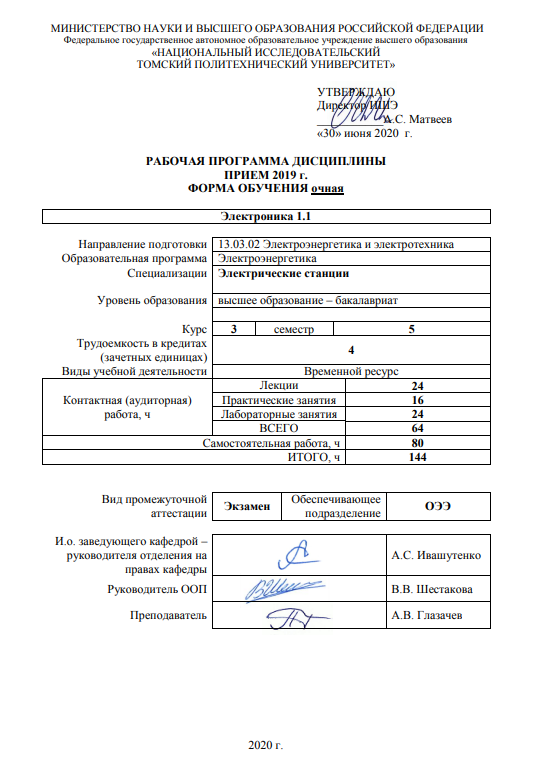 МИНИСТЕРСТВО НАУКИ И ВЫСШЕГО ОБРАЗОВАНИЯ РОССИЙСКОЙ ФЕДЕРАЦИИ
Федеральное государственное автономное образовательное учреждение высшего образования
«НАЦИОНАЛЬНЫЙ ИССЛЕДОВАТЕЛЬСКИЙ
ТОМСКИЙ ПОЛИТЕХНИЧЕСКИЙ УНИВЕРСИТЕТ»
УТВЕРЖДАЮ
Директор ИШЭ
А.С. Матвеев
«30» июня 2020 г.
РАБОЧАЯ ПРОГРАММА ДИСЦИПЛИНЫ
ПРИЕМ 2019 г.
ФОРМА ОБУЧЕНИЯ очная
Электроника 1.1
Направление подготовки 13.03.02 Электроэнергетика и электротехника
Образовательная программа Электроэнергетика
Специализации Электрические станции
Уровень образования высшее образование – бакалавриат
Курс 3 семестр 5
Трудоемкость в кредитах
(зачетных единицах) 4
Виды учебной деятельности Временной ресурс
Контактная (аудиторная)
работа, ч
Лекции 24
Практические занятия 16
Лабораторные занятия 24
ВСЕГО 64
Самостоятельная работа, ч 80
ИТОГО, ч 144
Вид промежуточной
аттестации
Экзамен
Обеспечивающее
подразделение
ОЭЭ
И.о. заведующего кафедрой –
руководителя отделения на
правах кафедры
А.С. Ивашутенко
Руководитель ООП В.В. Шестакова
Преподаватель А.В. Глазачев
2020 г.